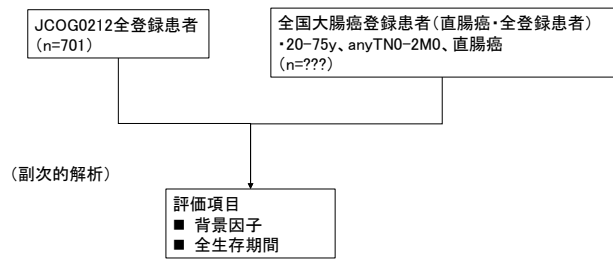 JCOG0212全登録患者
(n=701)
全国大腸癌登録患者(直腸癌・全登録患者)
・20-75y、anyTN0-2M0、直腸癌
(n=???)
(副次的解析)
評価項目
■ 背景因子
■ 全生存期間